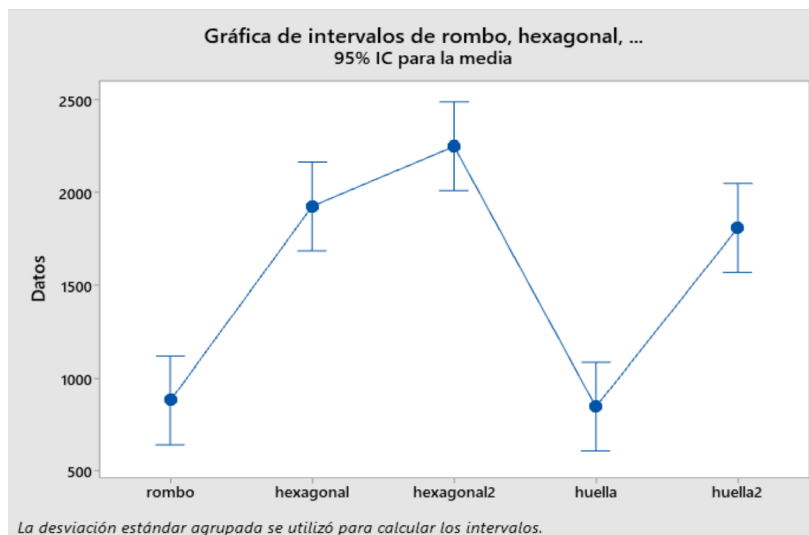 Gráfica de intervalos de rombo, hexagonal, ...
95% IC para la media
2500
2000
1500
1000
500
Datos
rombo hexagonal hexagonal2 huella huella2
La desviación estándar agrupada se utilizó para calcular los intervalos.